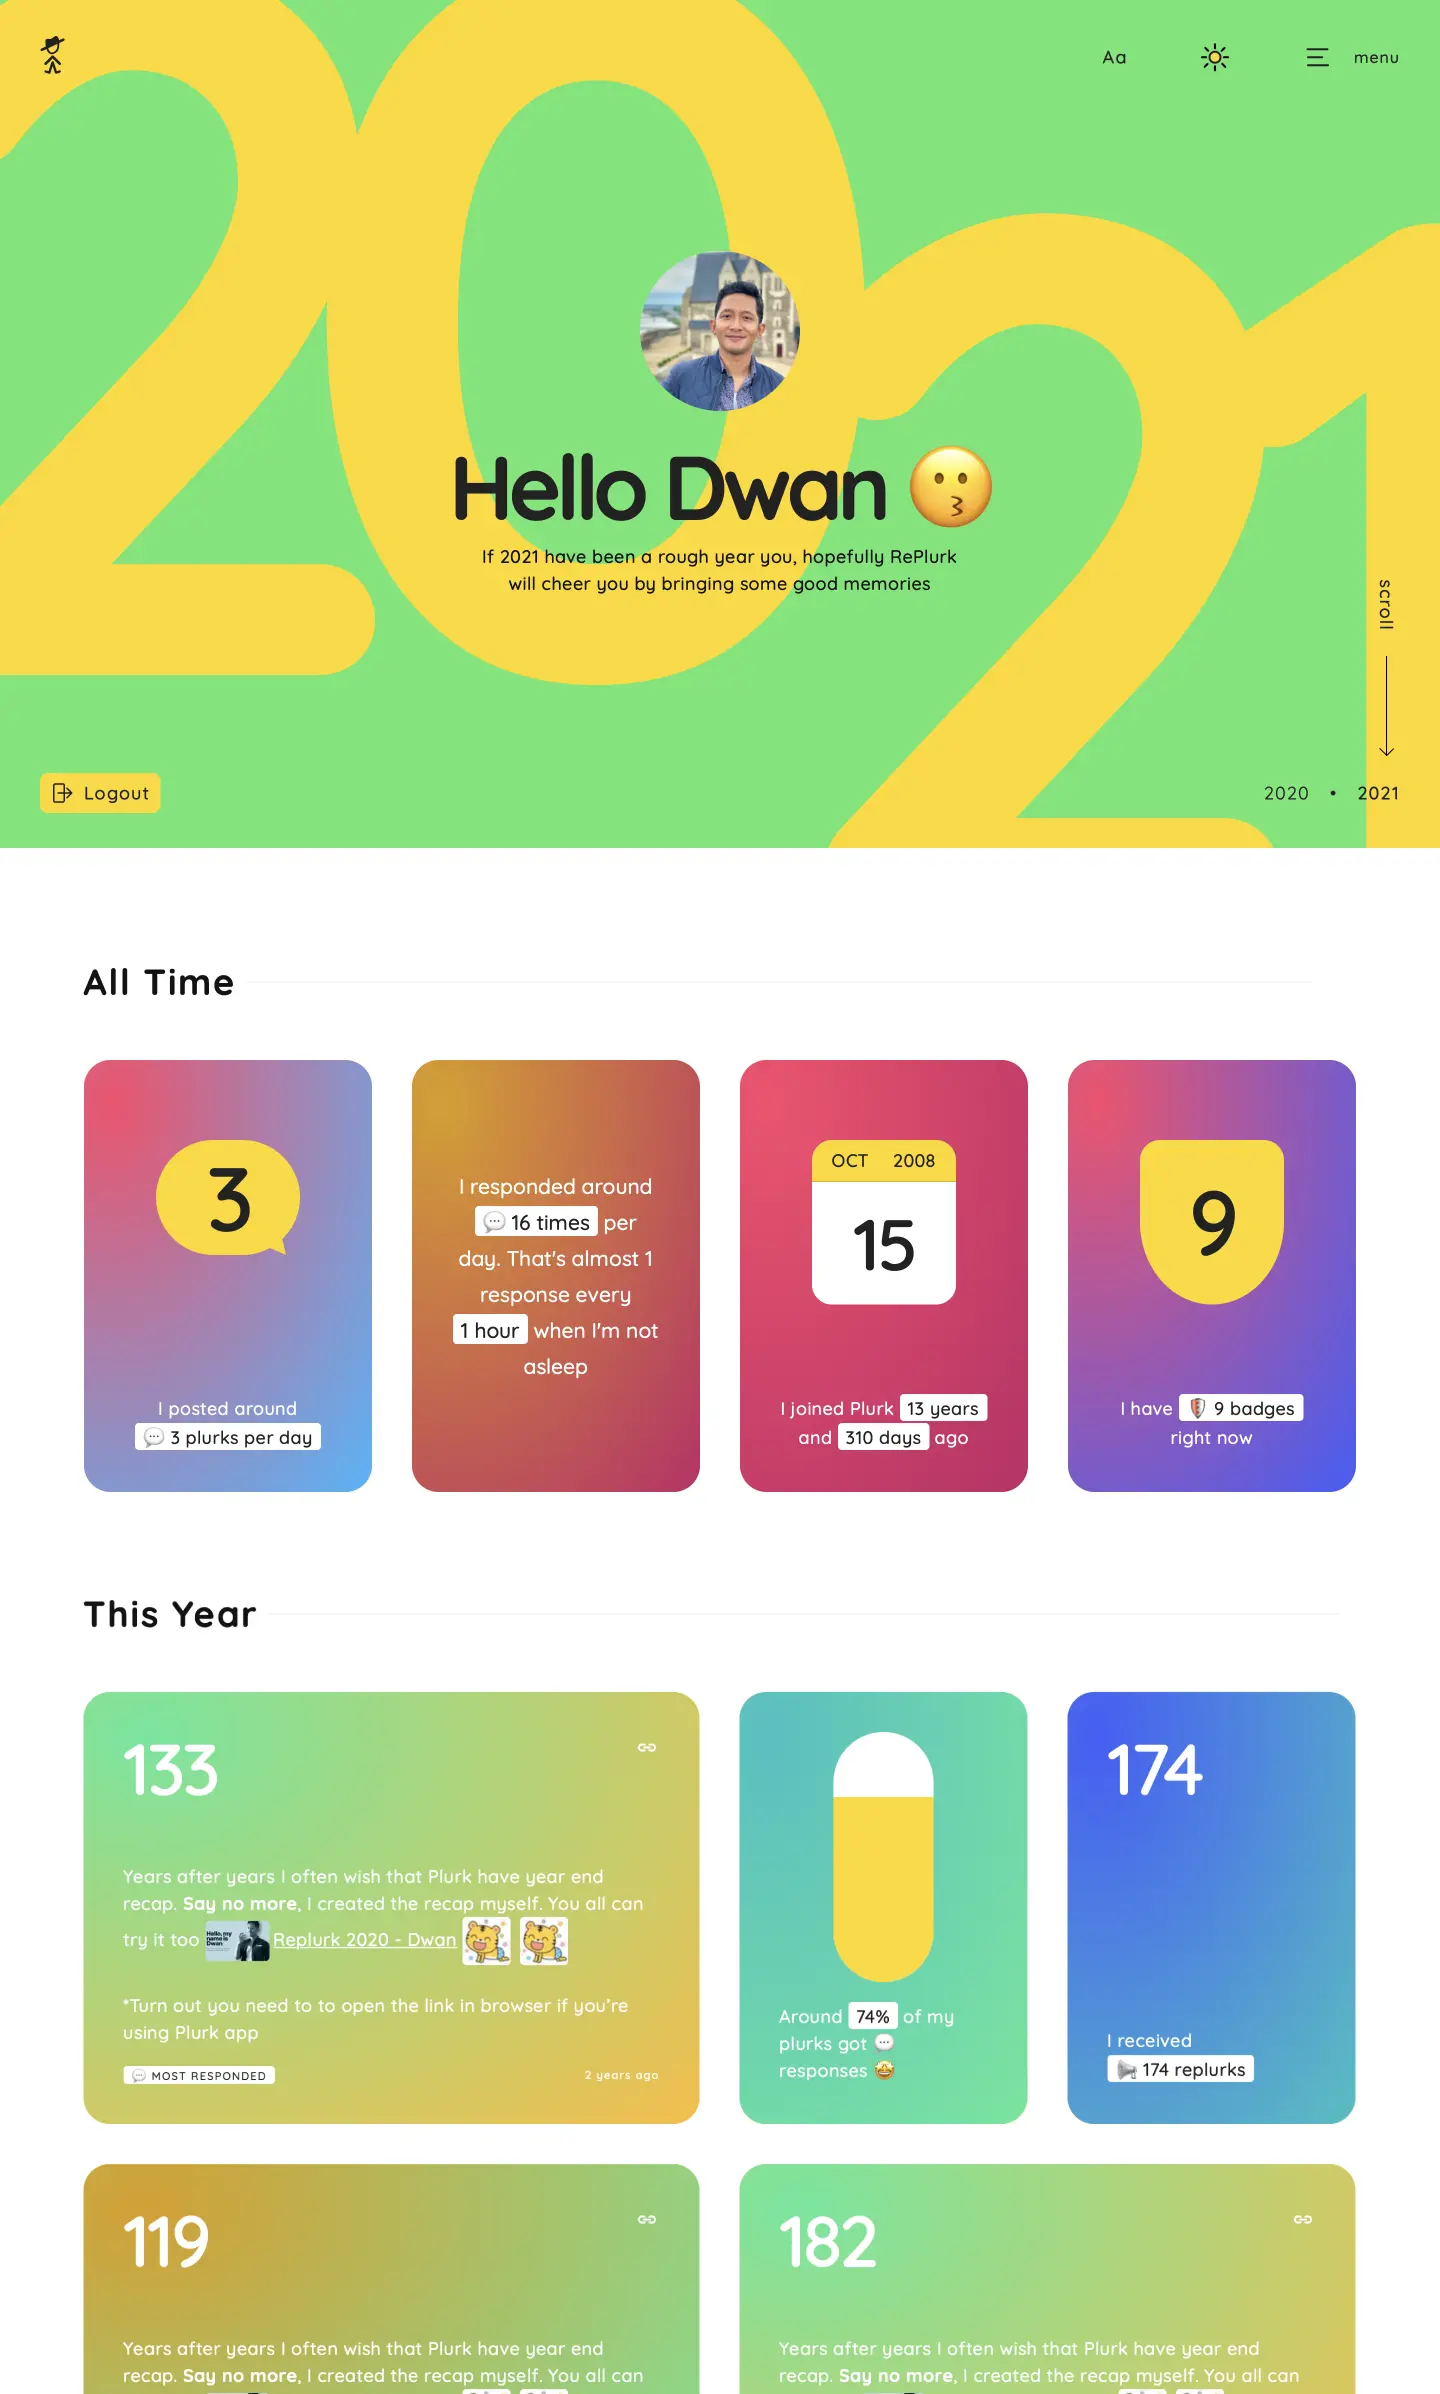 2021
Aa
menu
Hello Dwan
If 2021 have been a rough year you, hopefully RePlurk
will cheer you by bringing some good memories
scroll
Logout
2020 • 2021
All Time
3
I posted around
3 plurks per day
I responded around
16 times per
day. That's almost 1
response every
1 hour when I'm not
asleep
OCT 2008
15
I joined Plurk 13 years
and 310 days ago
9
I have 9 badges
right now
This Year
133
Years after years I often wish that Plurk have year end
recap. Say no more, I created the recap myself. You all can
try it too Hello, my name is Dwan Replurk 2020 - Dwan
*Turn out you need to to open the link in browser if you're
using Plurk app
MOST RESPONDED
2 years ago
Around 74% of my
plurks got
responses
174
I received
174 replurks
119
Years after years I often wish that Plurk have year end
recap. Say no more, I created the recap myself. You all can
182
Years after years I often wish that Plurk have year end
recap. Say no more, I created the recap myself. You all can